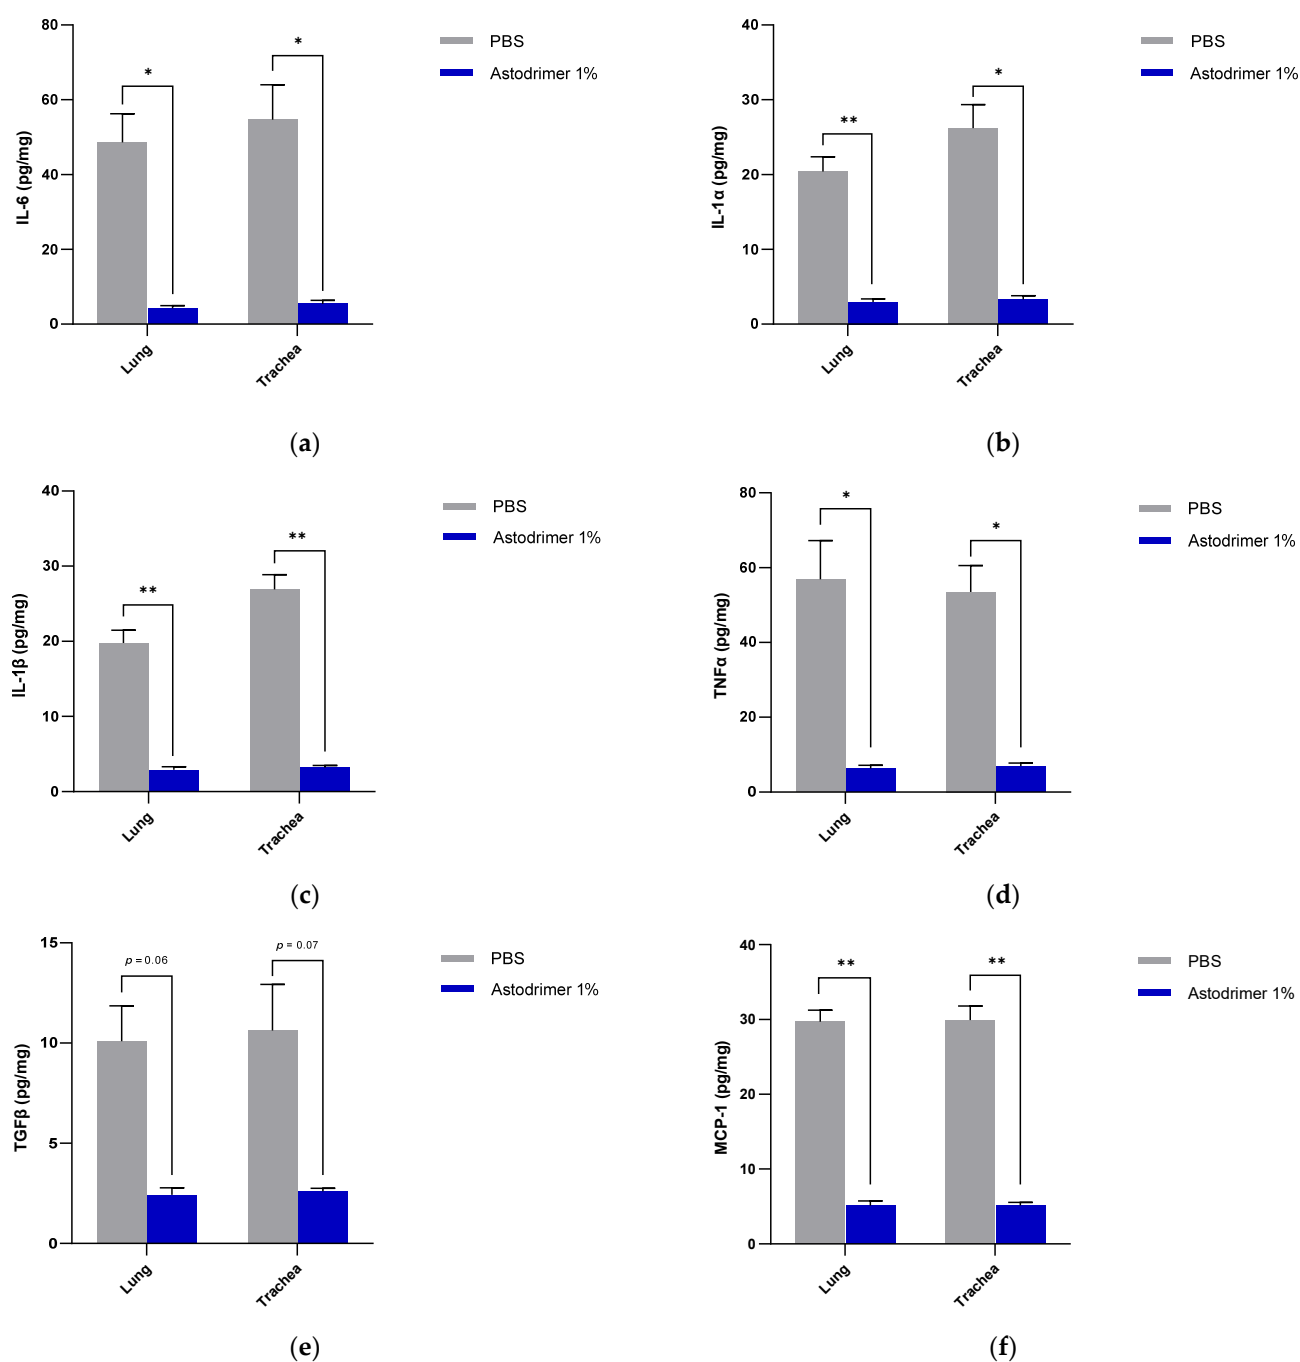 80
60
40
20
0
IL-6 (pg/mg)
*
*
Lung
Trachea
PBS
Astodrimer 1%
(a)
40
30
20
10
0
IL-1α (pg/mg)
**
*
Lung
Trachea
PBS
Astodrimer 1%
(b)
40
30
20
10
0
IL-1β (pg/mg)
**
**
Lung
Trachea
PBS
Astodrimer 1%
(c)
80
60
40
20
0
TNFα (pg/mg)
*
*
Lung
Trachea
PBS
Astodrimer 1%
(d)
15
10
5
0
TGFβ (pg/mg)
p = 0.06
p = 0.07
Lung
Trachea
PBS
Astodrimer 1%
(e)
40
30
20
10
0
MCP-1 (pg/mg)
**
**
Lung
Trachea
PBS
Astodrimer 1%
(f)